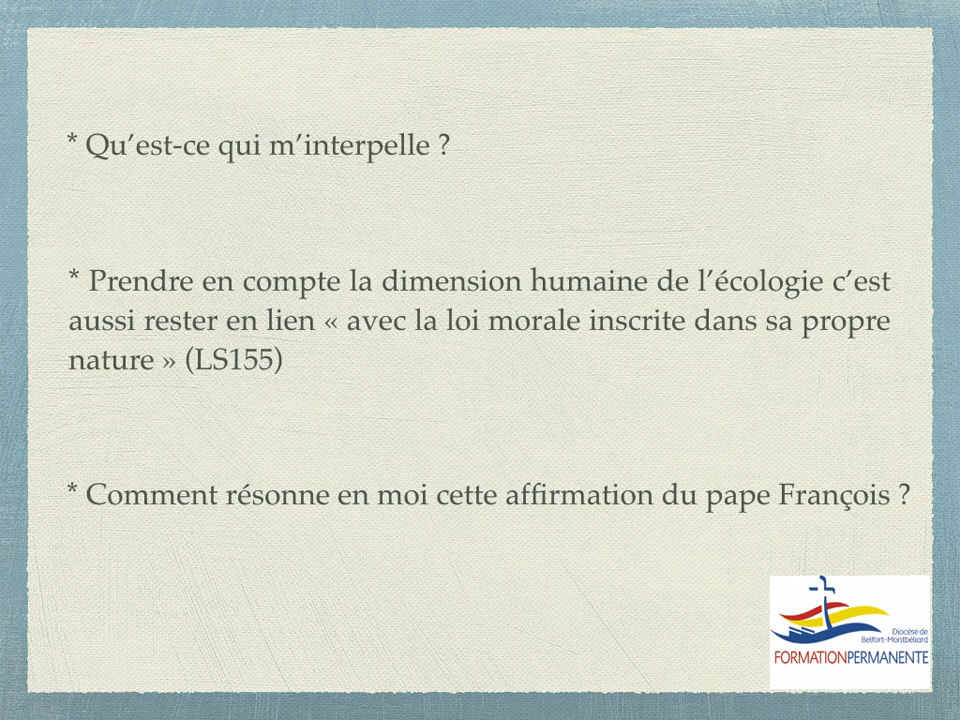 * Qu’est-ce qui m’interpelle ?
* Prendre en compte la dimension humaine de l’écologie c’est
aussi rester en lien « avec la loi morale inscrite dans sa propre
nature » (LS155)
* Comment résonne en moi cette affirmation du pape François ?
Diocèse de
Belfort-Montbéliard
FORMATIONPERMANENTE